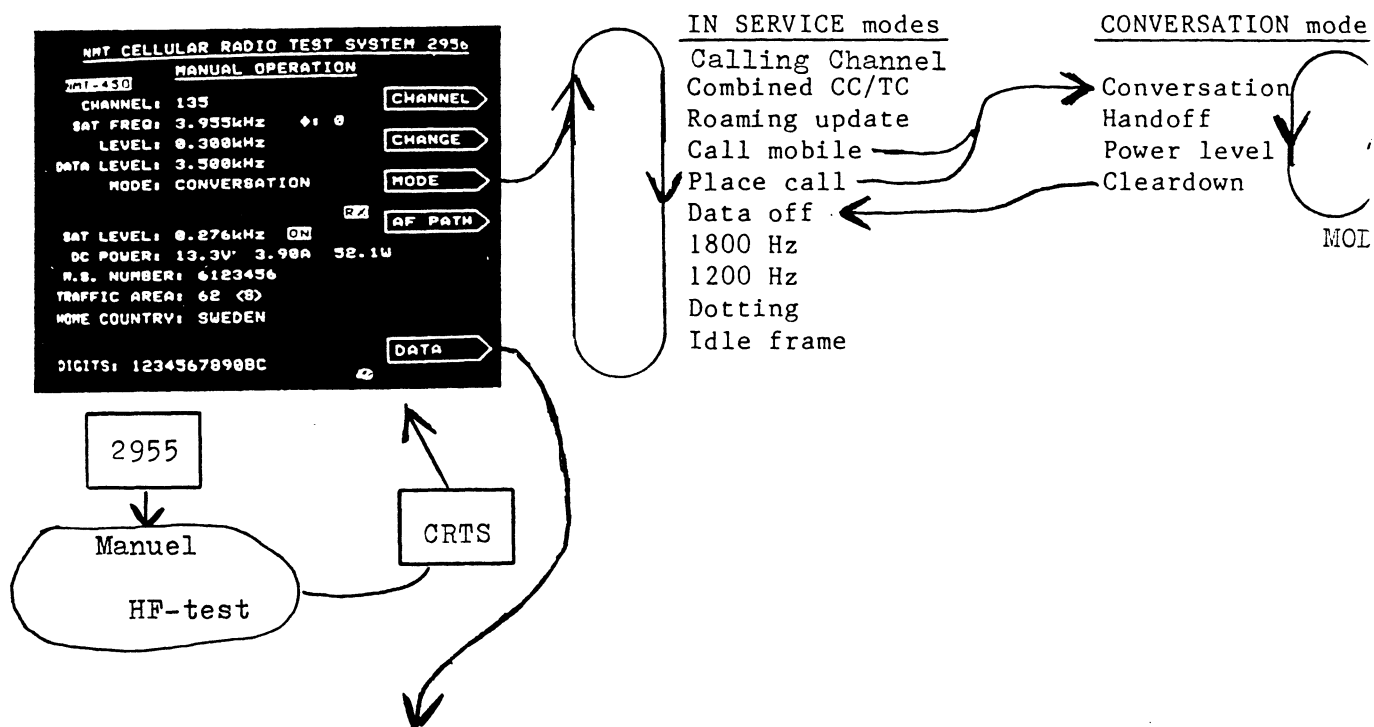 NMT CELLULAR RADIO TEST SYSTEM 2956
MANUAL OPERATION
NMT-450
CHANNEL: 135
SAT FREQ: 3.955kHz ♦: 0
LEVEL: 0.300kHz
DATA LEVEL: 3.500kHz
MODE: CONVERSATION
RX
SAT LEVEL: 0.276kHz ON
DC POWER: 13.3V 3.90A 52.1W
M.S. NUMBER: 6123456
TRAFFIC AREA: 62 <8>
HOME COUNTRY: SWEDEN
DIGITS: 1234567890BC
CHANNEL
CHANGE
MODE
AF PATH
DATA
IN SERVICE modes
Calling Channel
Combined CC/TC
Roaming update
Call mobile
Place call
Data off
1800 Hz
1200 Hz
Dotting
Idle frame
CONVERSATION mode
Conversation
Handoff
Power level
Cleardown
MOD
2955
Manuel
HF-test
CRTS